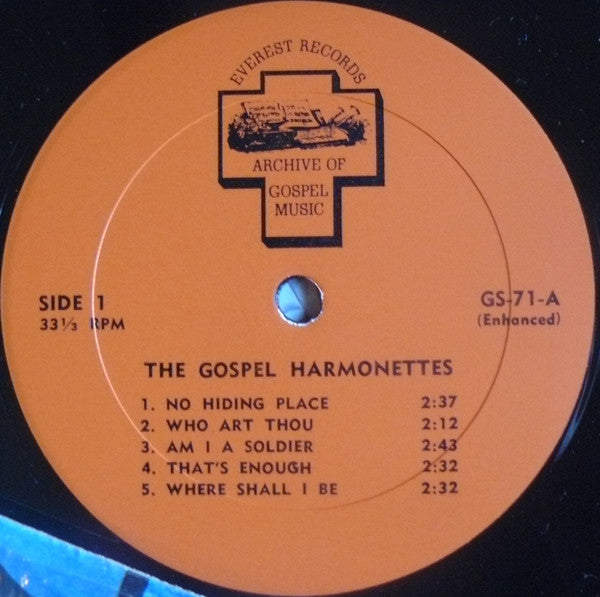 EVEREST RECORDS
ARCHIVE OF
GOSPEL
MUSIC
SIDE 1
33⅓ RPM
GS-71-A
(Enhanced)
THE GOSPEL HARMONETTES
1. NO HIDING PLACE 2:37
2. WHO ART THOU 2:12
3. AM I A SOLDIER 2:43
4. THAT'S ENOUGH 2:32
5. WHERE SHALL I BE 2:32